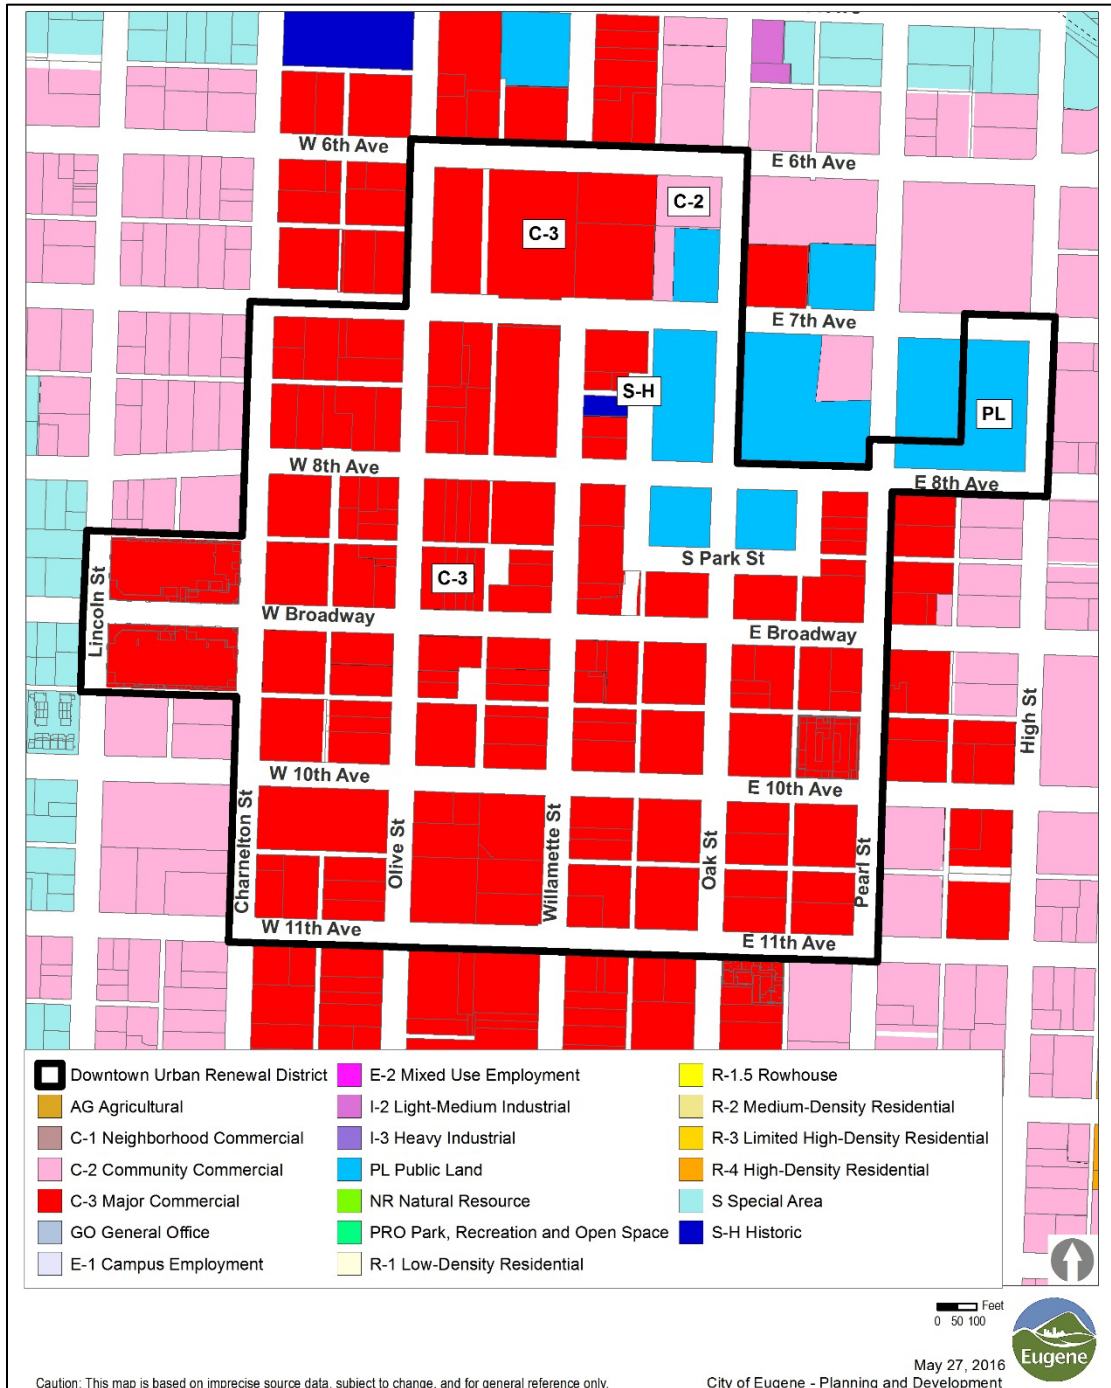 W 6th Ave
E 6th Ave
C-2
C-3
E 7th Ave
S-H
PL
W 8th Ave
E 8th Ave
S Park St
C-3
Lincoln St
W Broadway
E Broadway
High St
W 10th Ave
E 10th Ave
Charnelton St
Olive St
Willamette St
Oak St
Pearl St
W 11th Ave
E 11th Ave
Downtown Urban Renewal District
AG Agricultural
C-1 Neighborhood Commercial
C-2 Community Commercial
C-3 Major Commercial
GO General Office
E-1 Campus Employment
E-2 Mixed Use Employment
I-2 Light-Medium Industrial
I-3 Heavy Industrial
PL Public Land
NR Natural Resource
PRO Park, Recreation and Open Space
R-1 Low-Density Residential
R-1.5 Rowhouse
R-2 Medium-Density Residential
R-3 Limited High-Density Residential
R-4 High-Density Residential
S Special Area
S-H Historic
Feet
0 50 100
Eugene
May 27, 2016
Caution: This map is based on imprecise source data, subject to change, and for general reference only.
City of Eugene - Planning and Development